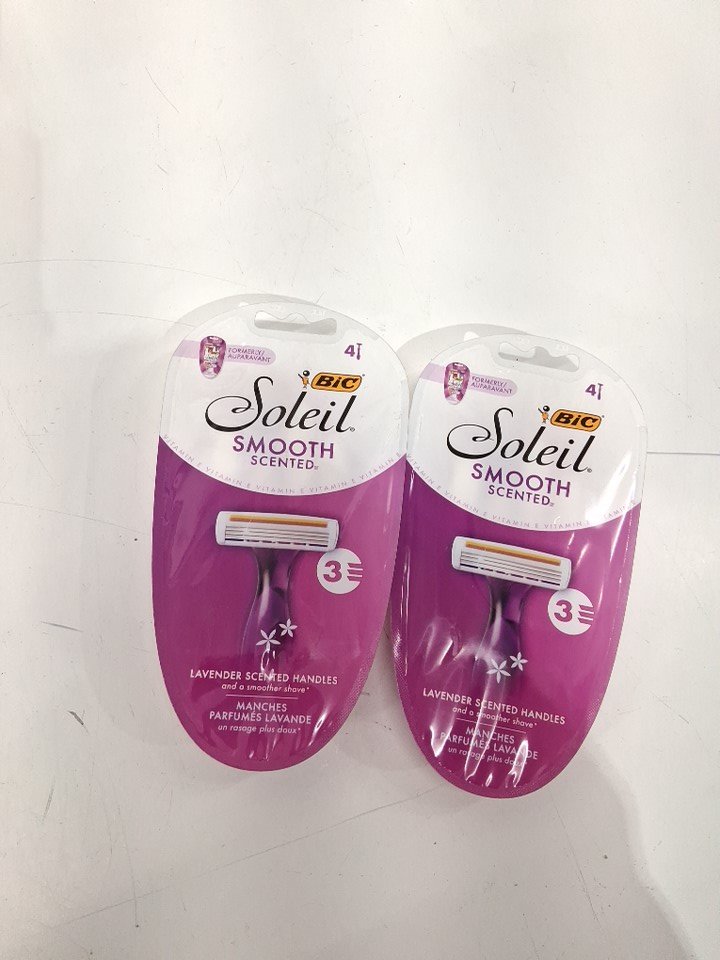 FORMERLY/
AUPARAVANT
4
BiC
Soleil®
SMOOTH
SCENTED
VITAMIN E VITAMIN E VITAMIN E VITAMIN E VITAMIN E
3
LAVENDER SCENTED HANDLES
and a smoother shave*
MANCHES
PARFUMÉS LAVANDE
un rasage plus doux*
FORMERLY/
AUPARAVANT
4
BiC
Soleil®
SMOOTH
SCENTED
VITAMIN E VITAMIN E VITAMIN E VITAMIN E
3
LAVENDER SCENTED HANDLES
and a smoother shave*
MANCHES
PARFUMÉS LAVANDE
un rasage plus doux*